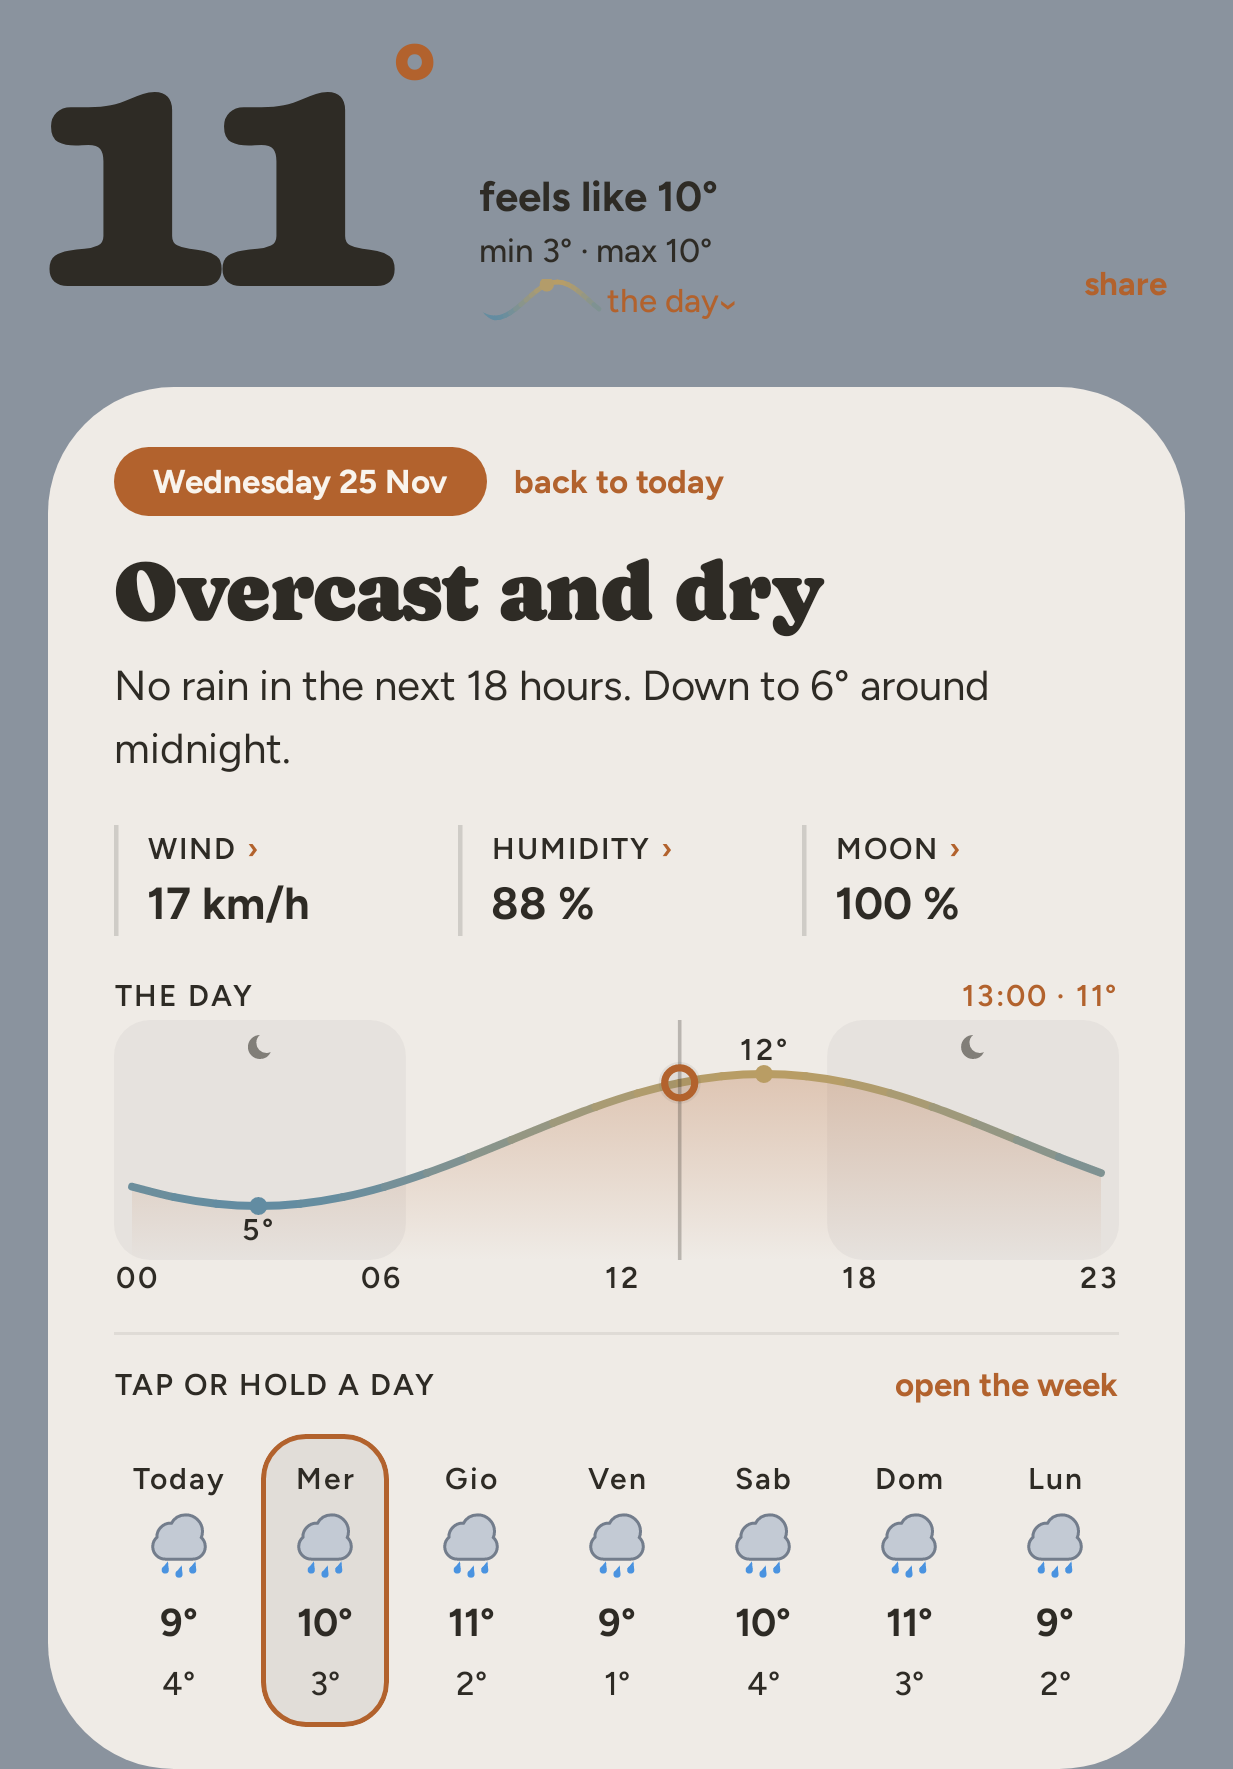 11°
feels like 10°
min 3° · max 10°
the day
share
Wednesday 25 Nov
back to today
Overcast and dry
No rain in the next 18 hours. Down to 6° around
midnight.
WIND ›
HUMIDITY ›
MOON ›
17 km/h
88 %
100 %
THE DAY
13:00 · 11°
12°
5°
00
06
12
18
23
TAP OR HOLD A DAY
open the week
Today
Mer
Gio
Ven
Sab
Dom
Lun
9°
10°
11°
9°
10°
11°
9°
4°
3°
2°
1°
4°
3°
2°